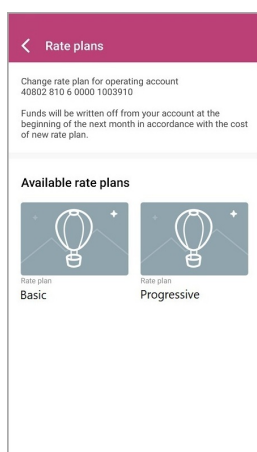 Rate plans
Change rate plan for operating account
40802 810 6 0000 1003910
Funds will be written off from your account at the
beginning of the next month in accordance with the cost
of new rate plan.
Available rate plans
Rate plan
Basic
Rate plan
Progressive